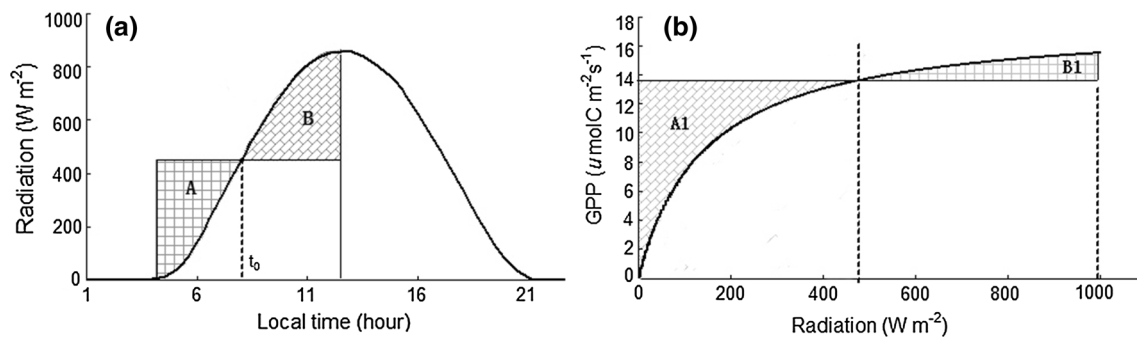 (a)
1000
800
600
400
200
0
Radiation (W m-2)
A
B
t0
1
6
11
16
21
Local time (hour)
(b)
18
16
14
12
10
8
6
4
2
0
GPP (umolC m-2s-1)
A1
B1
0
200
400
600
800
1000
Radiation (W m-2)